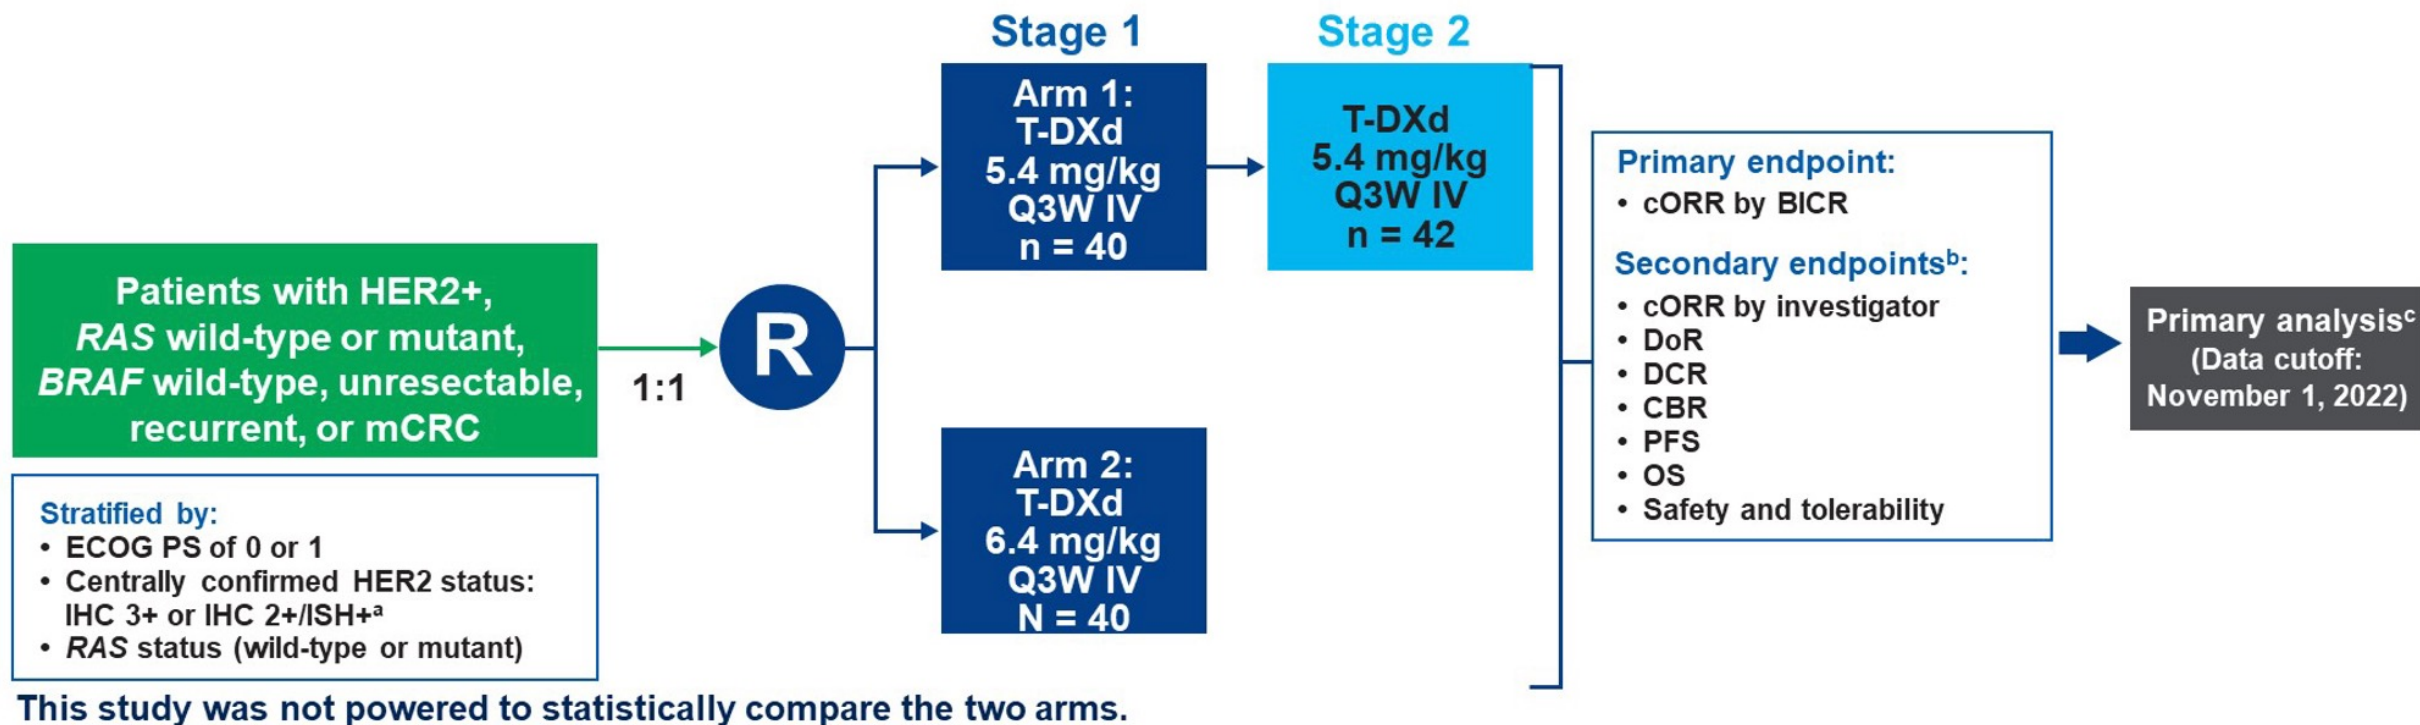 Stage 1
Stage 2
Patients with HER2+,
RAS wild-type or mutant,
BRAF wild-type, unresectable,
recurrent, or mCRC
Stratified by:
• ECOG PS of 0 or 1
• Centrally confirmed HER2 status:
IHC 3+ or IHC 2+/ISH+ᵃ
• RAS status (wild-type or mutant)
1:1
R
Arm 1:
T-DXd
5.4 mg/kg
Q3W IV
n = 40
T-DXd
5.4 mg/kg
Q3W IV
n = 42
Arm 2:
T-DXd
6.4 mg/kg
Q3W IV
N = 40
Primary endpoint:
• cORR by BICR
Secondary endpointsᵇ:
• cORR by investigator
• DoR
• DCR
• CBR
• PFS
• OS
• Safety and tolerability
Primary analysisᶜ
(Data cutoff:
November 1, 2022)
This study was not powered to statistically compare the two arms.